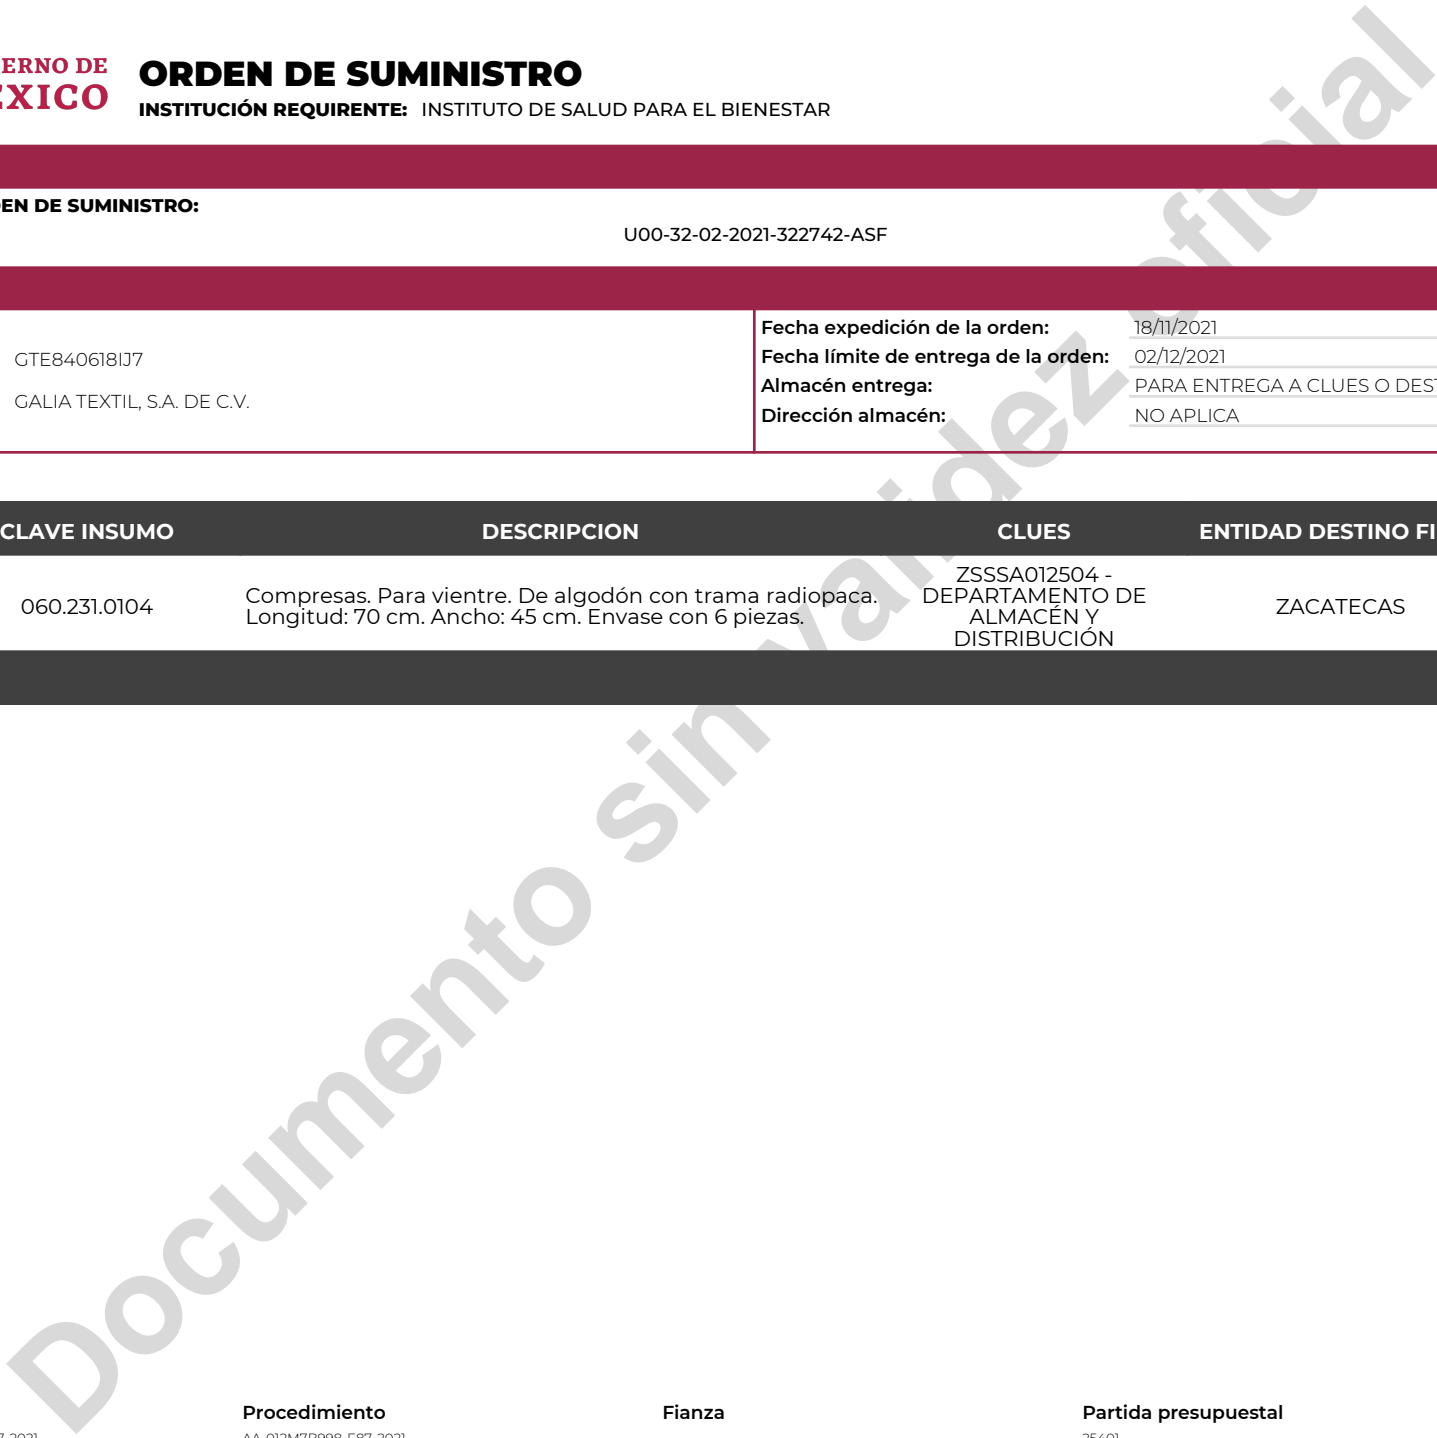 ERNO DE
EXICO
ORDEN DE SUMINISTRO
INSTITUCIÓN REQUIRENTE: INSTITUTO DE SALUD PARA EL BIENESTAR
EN DE SUMINISTRO:
U00-32-02-2021-322742-ASF
GTE840618IJ7
GALIA TEXTIL, S.A. DE C.V.
Fecha expedición de la orden: 18/11/2021
Fecha límite de entrega de la orden: 02/12/2021
Almacén entrega: PARA ENTREGA A CLUES O DEST
Dirección almacén: NO APLICA
CLAVE INSUMO DESCRIPCION CLUES ENTIDAD DESTINO FI
060.231.0104
Compresas. Para vientre. De algodón con trama radiopaca.
Longitud: 70 cm. Ancho: 45 cm. Envase con 6 piezas.
ZSSSA012504 -
DEPARTAMENTO DE
ALMACÉN Y
DISTRIBUCIÓN
ZACATECAS
Documento sin validez oficial
Procedimiento Fianza Partida presupuestal